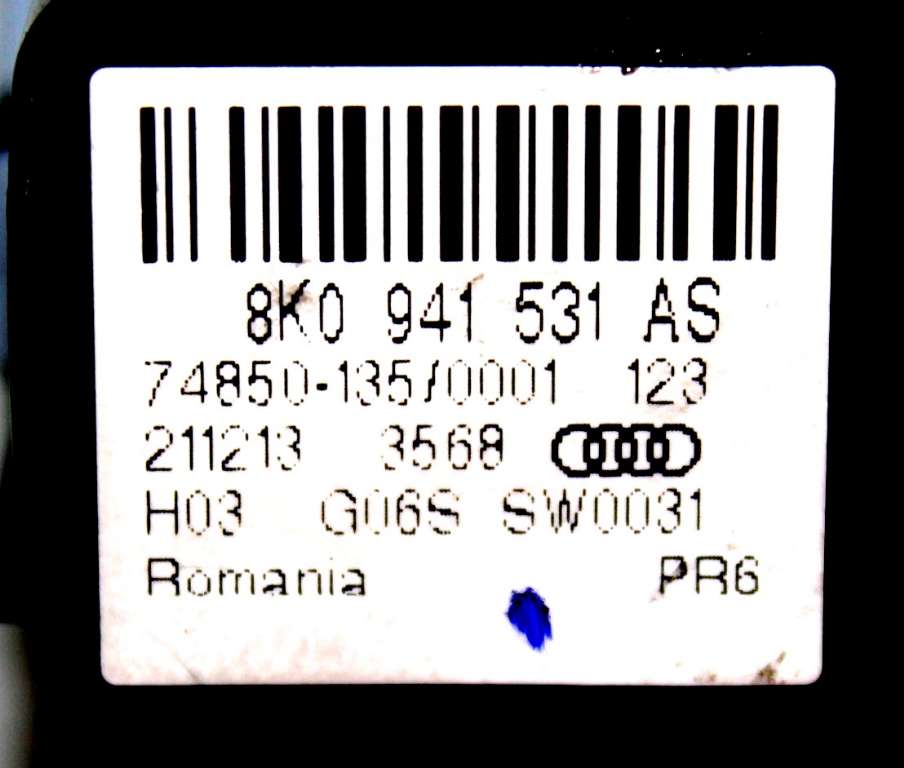 8K0 941 531 AS
74850-135/0001 123
211213 3568
H03 G06S SW0031
Romania PR6